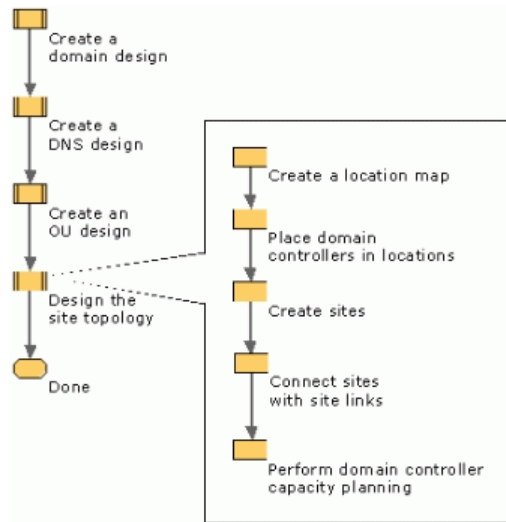 Create a
domain design
Create a
DNS design
Create an
OU design
Design the
site topology
Done
Create a location map
Place domain
controllers in locations
Create sites
Connect sites
with site links
Perform domain controller
capacity planning